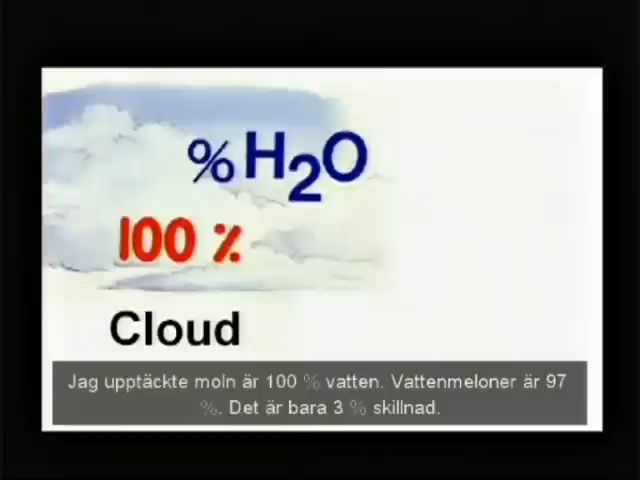 % H2O
100 %
Cloud
Jag upptäckte moln är 100 % vatten. Vattenmeloner är 97
%. Det är bara 3 % skillnad.